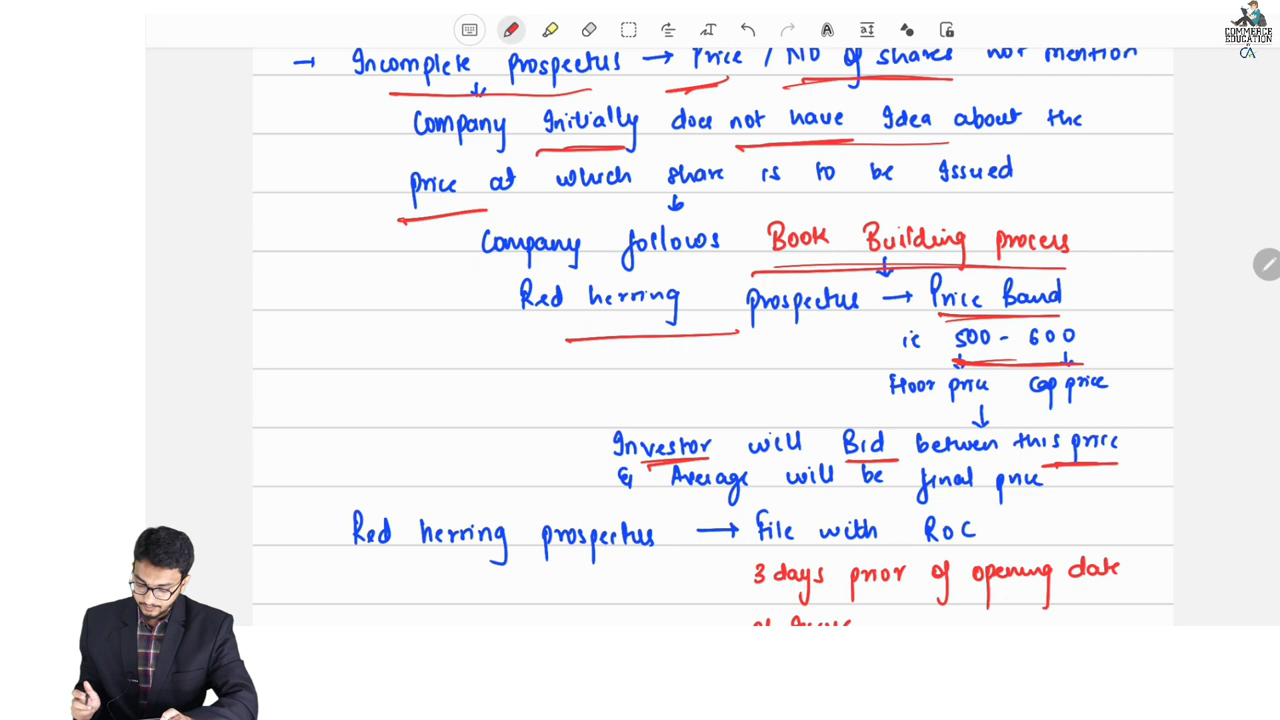 COMMERCE
EDUCATION
BY
CA
→ Incomplete prospectus → Price / No of shares not mention
Company Initially does not have Idea about the
price at which share is to be Issued
Company follows Book Building process
Red herring prospectus → Price Band
ie 500 - 600
Floor price Cap price
Investor will Bid between this price
& Average will be final price
Red herring prospectus → File with ROC
3 days prior of opening date